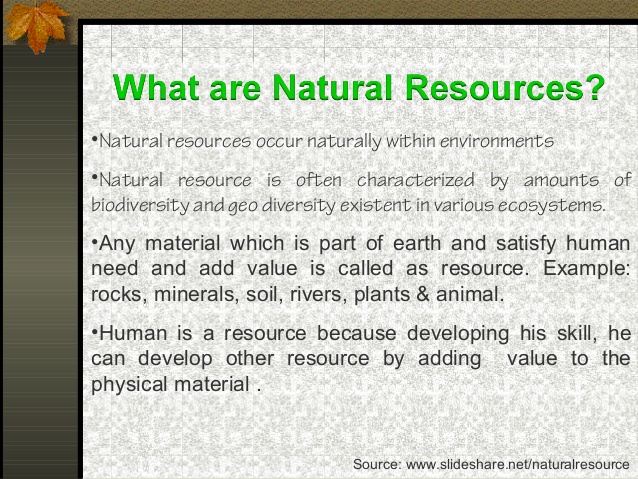 What are Natural Resources?
•Natural resources occur naturally within environments
•Natural resource is often characterized by amounts of
biodiversity and geo diversity existent in various ecosystems.
•Any material which is part of earth and satisfy human
need and add value is called as resource. Example:
rocks, minerals, soil, rivers, plants & animal.
•Human is a resource because developing his skill, he
can develop other resource by adding value to the
physical material .
Source: www.slideshare.net/naturalresource